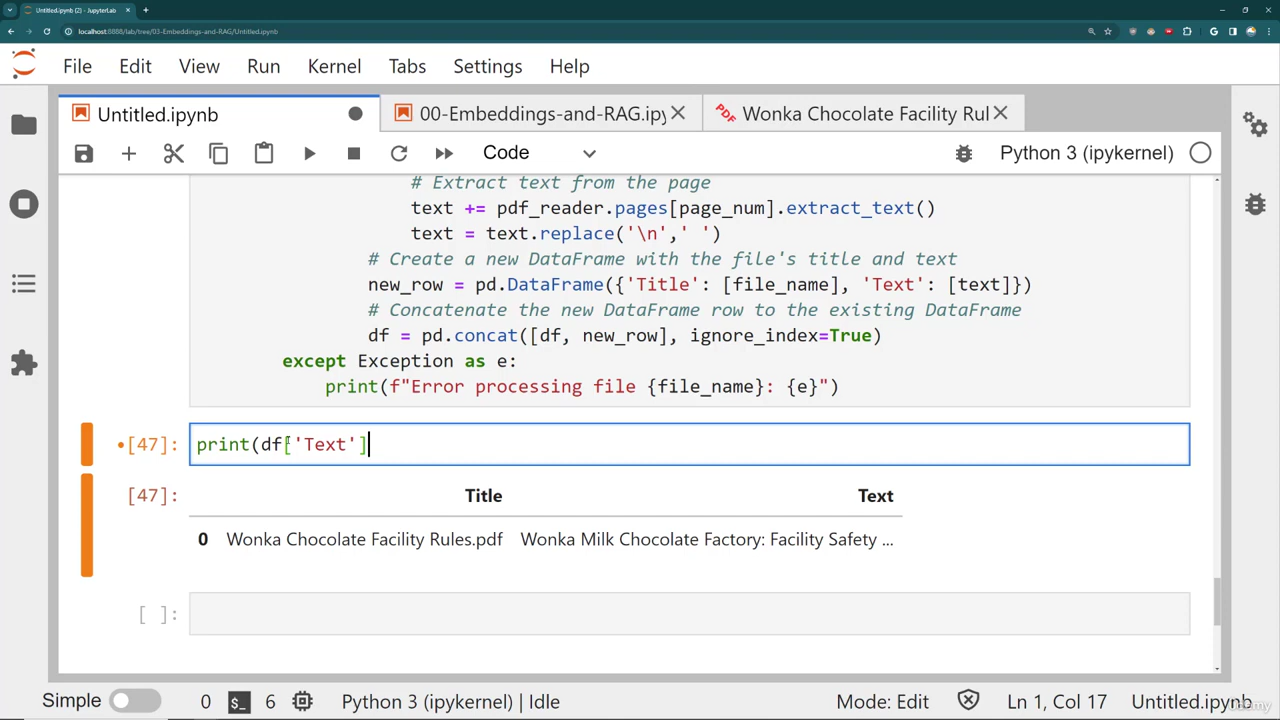 Untitled.ipynb (2) - JupyterLab
localhost:8888/lab/tree/03-Embeddings-and-RAG/Untitled.ipynb
File Edit View Run Kernel Tabs Settings Help
Untitled.ipynb 00-Embeddings-and-RAG.ipy Wonka Chocolate Facility Rul
Code Python 3 (ipykernel)
# Extract text from the page
text += pdf_reader.pages[page_num].extract_text()
text = text.replace('\n',' ')
# Create a new DataFrame with the file's title and text
new_row = pd.DataFrame({'Title': [file_name], 'Text': [text]})
# Concatenate the new DataFrame row to the existing DataFrame
df = pd.concat([df, new_row], ignore_index=True)
except Exception as e:
print(f"Error processing file {file_name}: {e}")
[47]: print(df['Text']
[47]: Title Text
0 Wonka Chocolate Facility Rules.pdf Wonka Milk Chocolate Factory: Facility Safety ...
[ ]:
Simple 0 $_ 6 Python 3 (ipykernel) | Idle Mode: Edit Ln 1, Col 17 Untitled.ipynb
Udemy